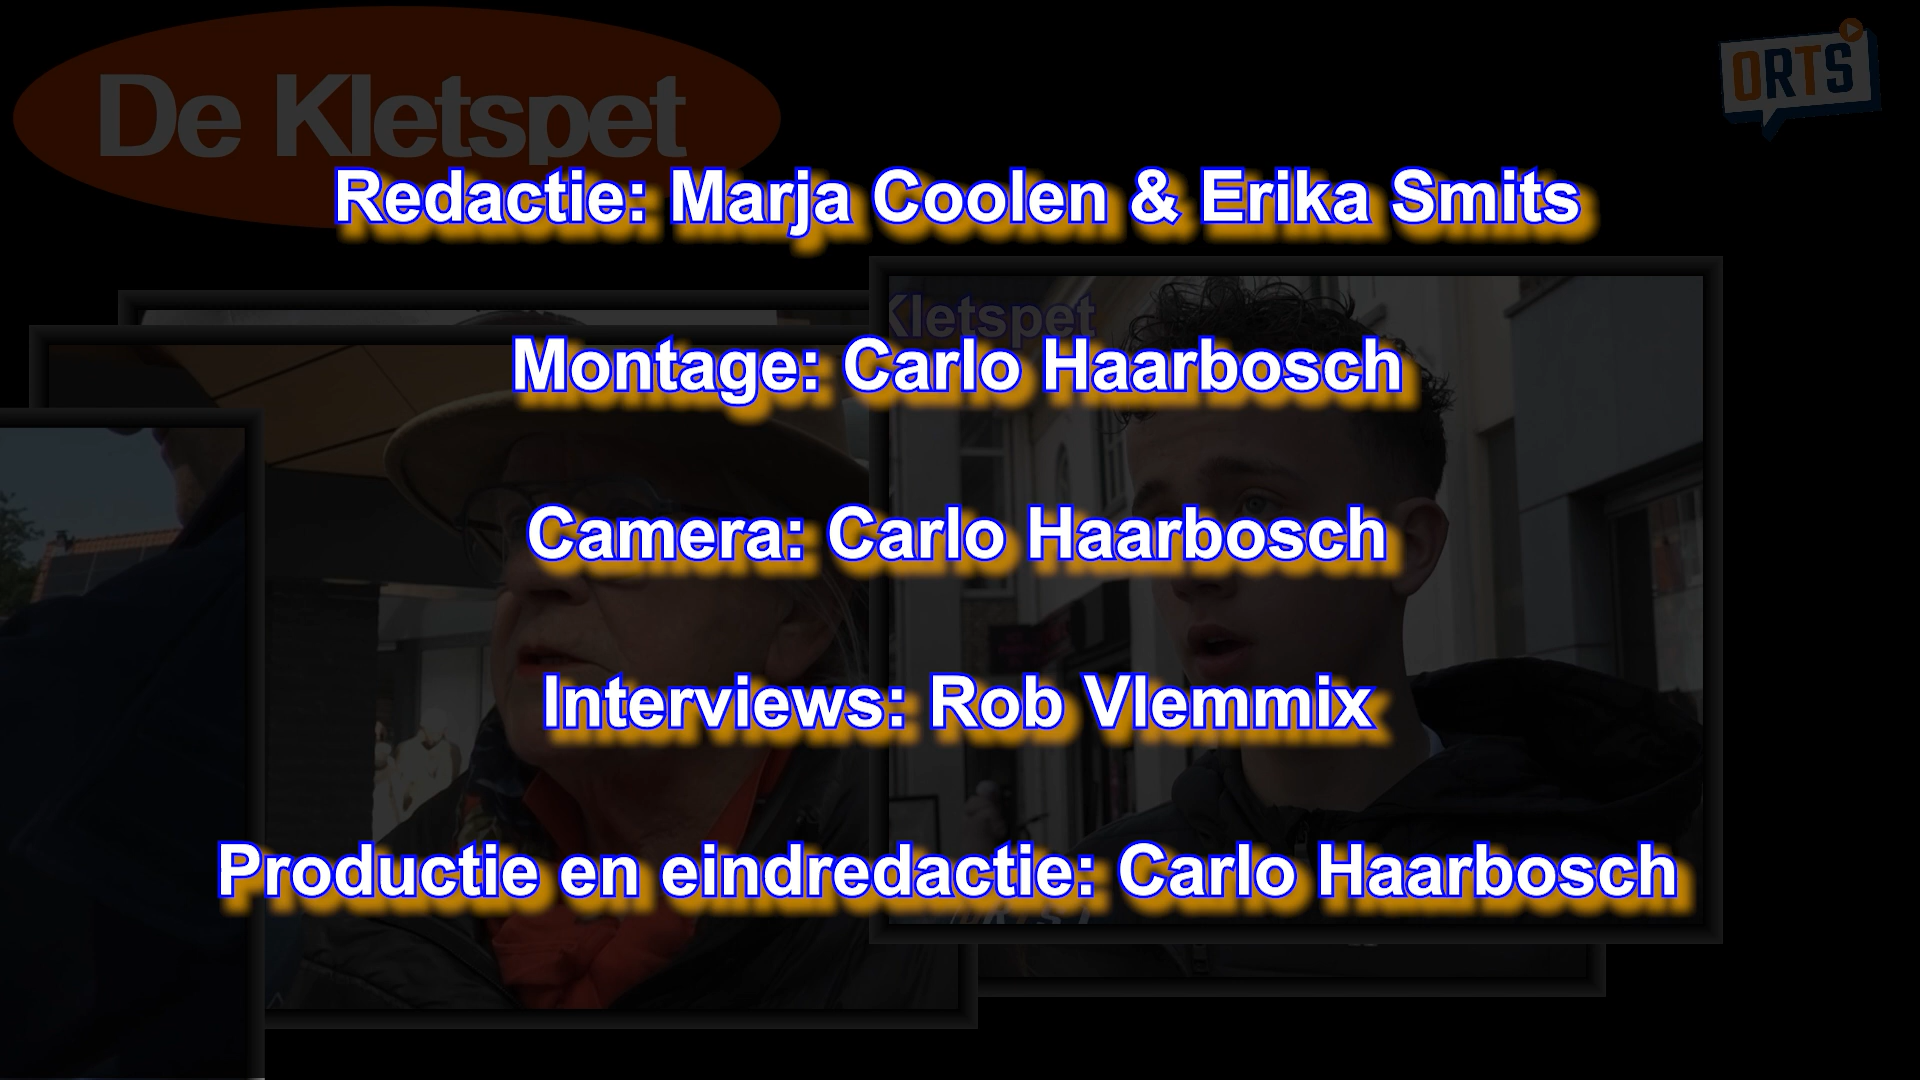 De Kletspet
ORTS
Redactie: Marja Coolen & Erika Smits
Kletspet
Montage: Carlo Haarbosch
Camera: Carlo Haarbosch
Interviews: Rob Vlemmix
Productie en eindredactie: Carlo Haarbosch